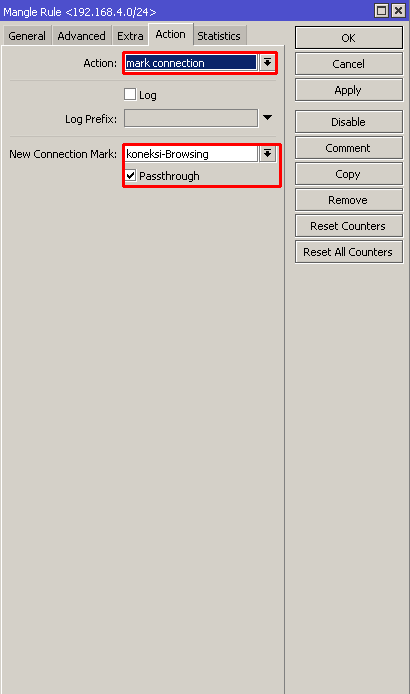 Mangle Rule <192.168.4.0/24>
General Advanced Extra Action Statistics
Action: mark connection
Log
Log Prefix:
New Connection Mark: koneksi-Browsing
Passthrough
OK
Cancel
Apply
Disable
Comment
Copy
Remove
Reset Counters
Reset All Counters